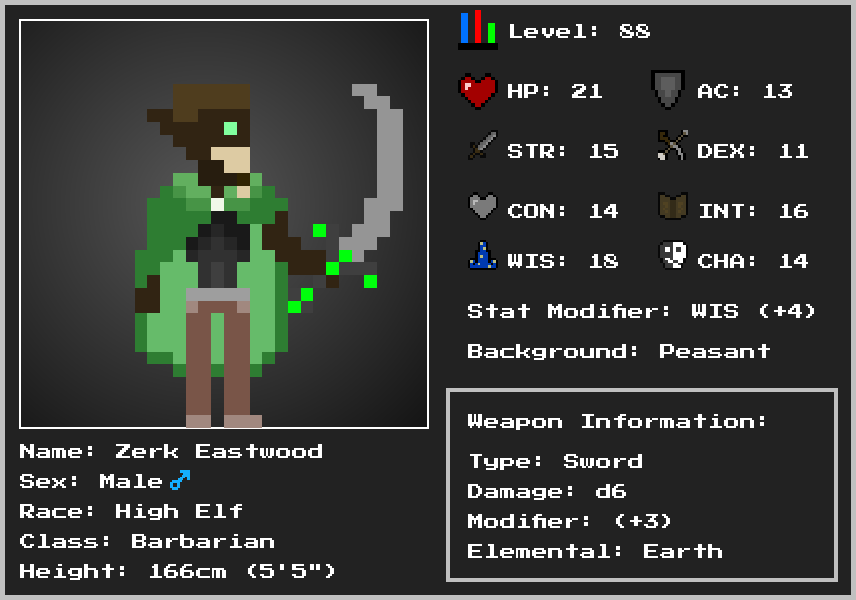 Level: 88
HP: 21
AC: 13
STR: 15
DEX: 11
CON: 14
INT: 16
WIS: 18
CHA: 14
Stat Modifier: WIS (+4)
Background: Peasant
Weapon Information:
Type: Sword
Damage: d6
Modifier: (+3)
Elemental: Earth
Name: Zerk Eastwood
Sex: Male♂
Race: High Elf
Class: Barbarian
Height: 166cm (5'5")